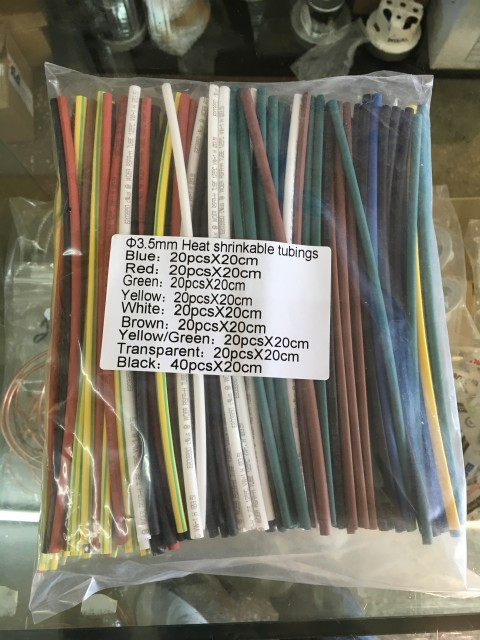 Φ3.5mm Heat shrinkable tubings
Blue: 20pcsX20cm
Red: 20pcsX20cm
Green: 20pcsX20cm
Yellow: 20pcsX20cm
White: 20pcsX20cm
Brown: 20pcsX20cm
Yellow/Green: 20pcsX20cm
Transparent: 20pcsX20cm
Black: 40pcsX20cm